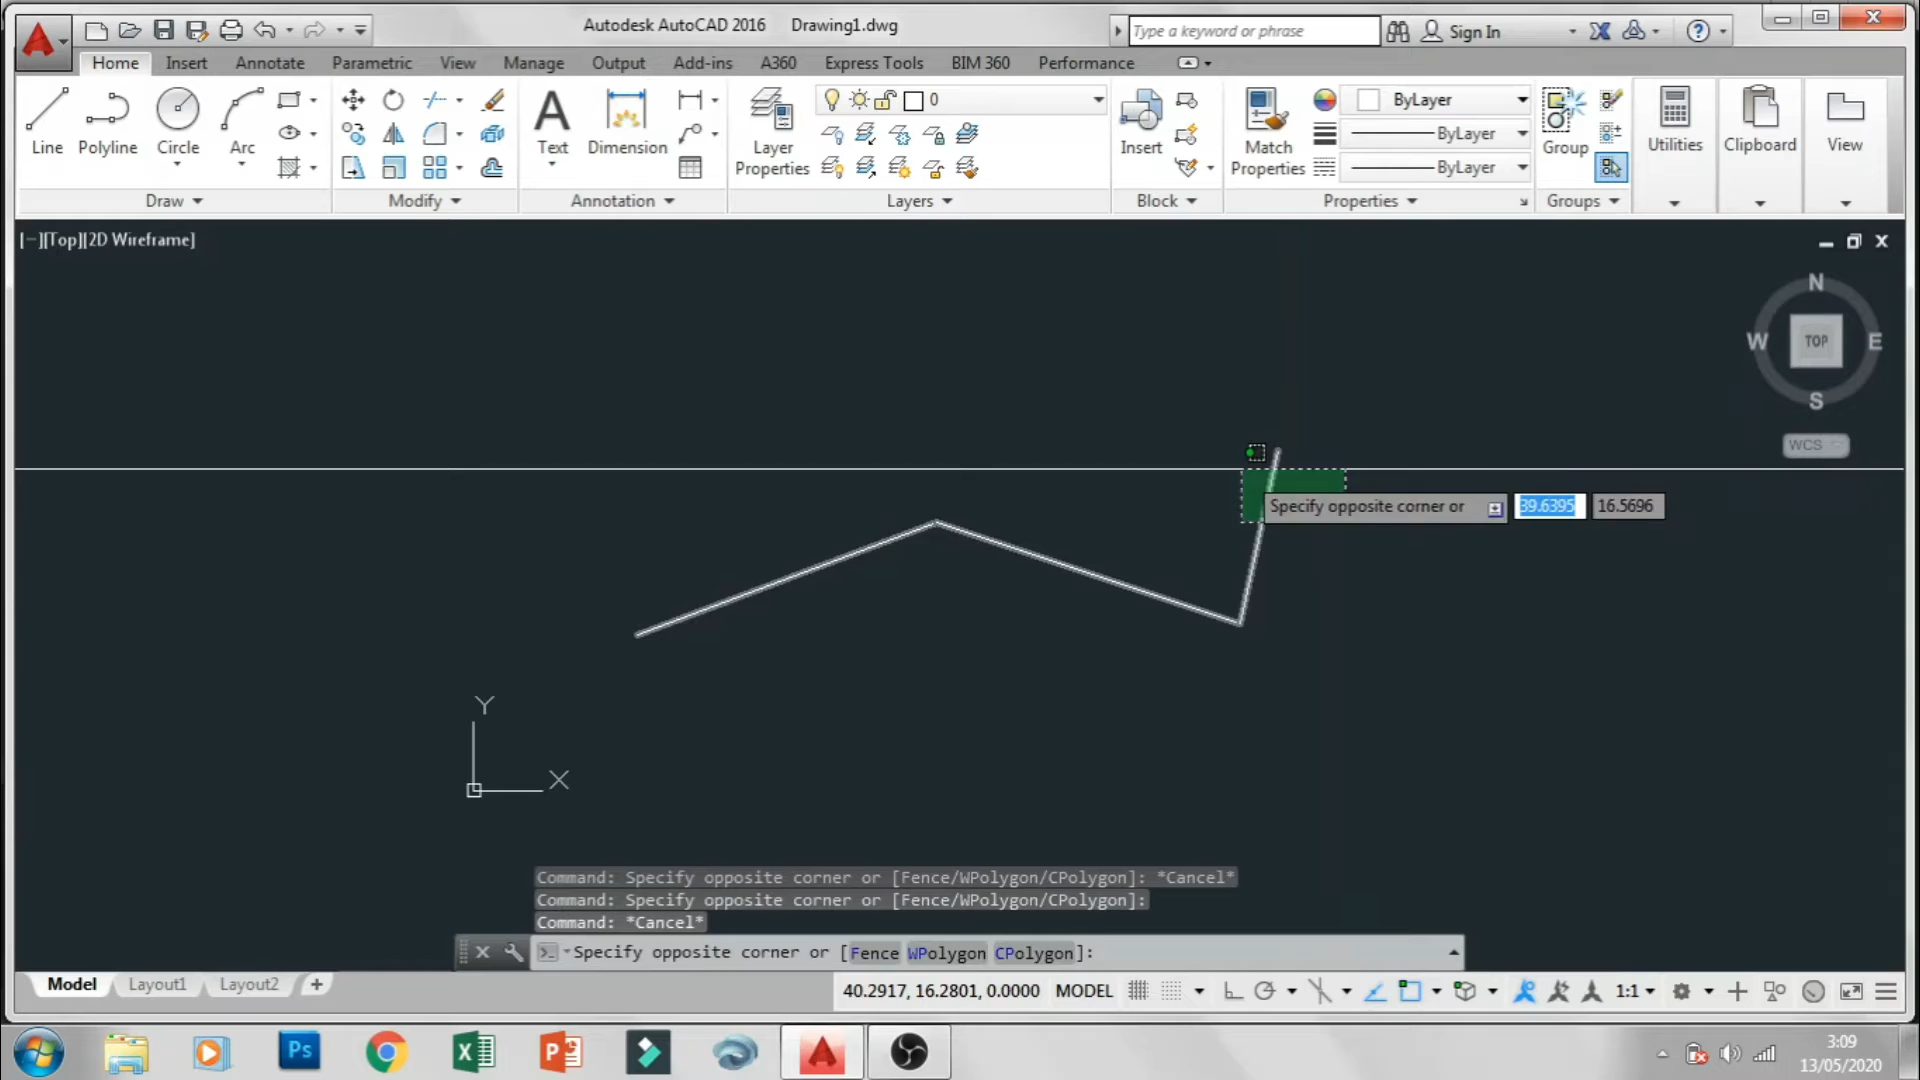 Autodesk AutoCAD 2016 Drawing1.dwg
Type a keyword or phrase
Sign In
Home Insert Annotate Parametric View Manage Output Add-ins A360 Express Tools BIM 360 Performance
Line Polyline Circle Arc
Draw
Modify
A
Text Dimension
Annotation
Layer
Properties
0
Layers
Insert
Block
Match
Properties
ByLayer
ByLayer
ByLayer
Properties
Group
Groups
Utilities
Clipboard
View
[−][Top][2D Wireframe]
N
W TOP E
S
WCS
Specify opposite corner or 39.6395 16.5696
Y
X
Command: Specify opposite corner or [Fence/WPolygon/CPolygon]: *Cancel*
Command: Specify opposite corner or [Fence/WPolygon/CPolygon]:
Command: *Cancel*
Specify opposite corner or [Fence WPolygon CPolygon]:
Model Layout1 Layout2 +
40.2917, 16.2801, 0.0000 MODEL 1:1
Ps
3:09
13/05/2020